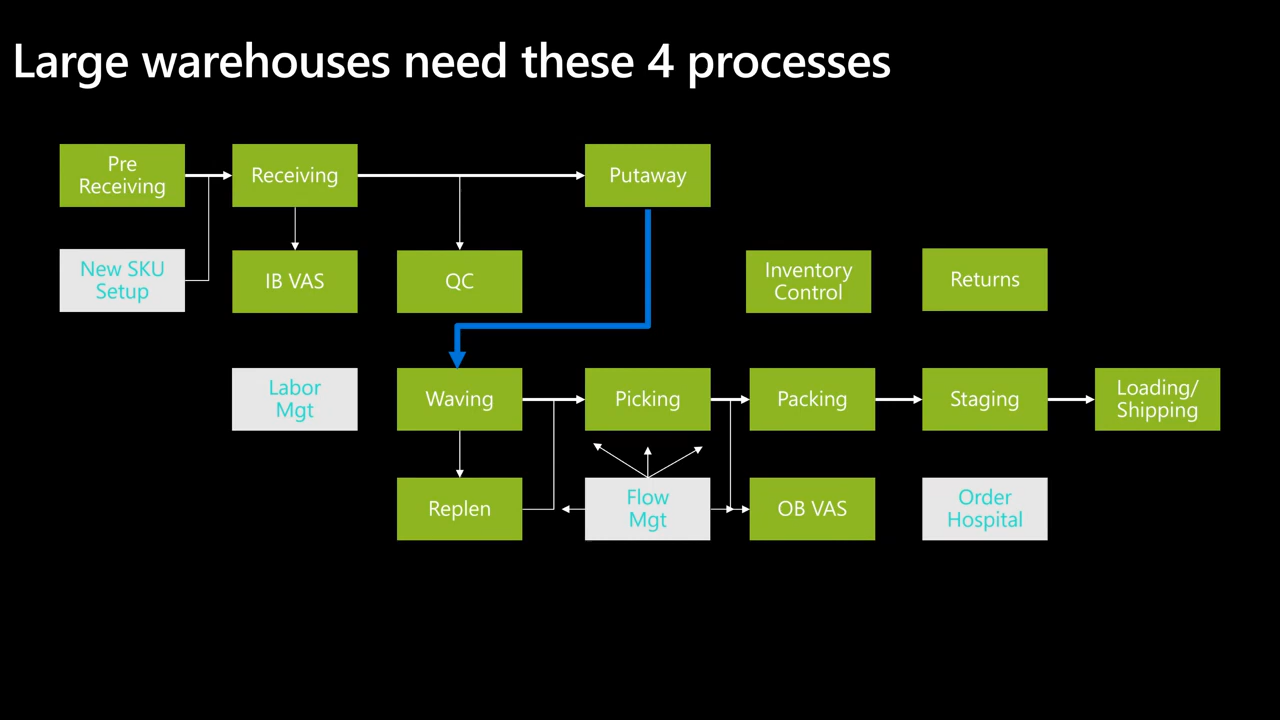 Large warehouses need these 4 processes
Pre
Receiving
Receiving
Putaway
New SKU
Setup
IB VAS
QC
Inventory
Control
Returns
Labor
Mgt
Waving
Picking
Packing
Staging
Loading/
Shipping
Replen
Flow
Mgt
OB VAS
Order
Hospital